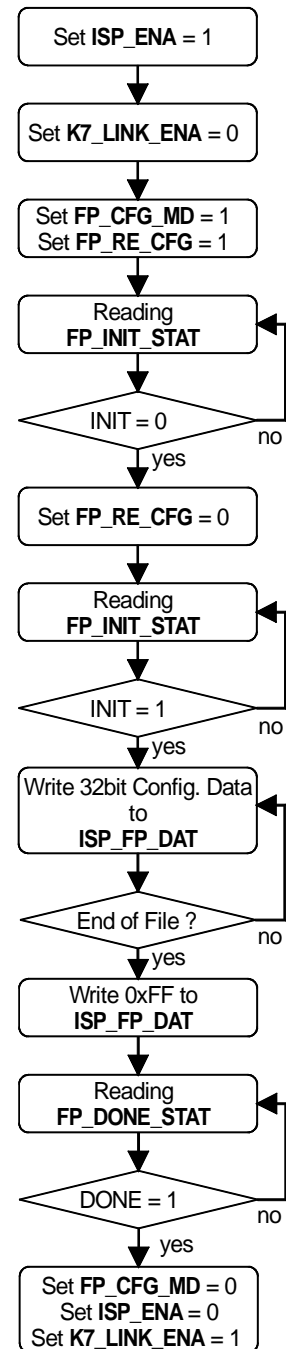 Set ISP_ENA = 1
Set K7_LINK_ENA = 0
Set FP_CFG_MD = 1
Set FP_RE_CFG = 1
Reading
FP_INIT_STAT
INIT = 0
no
yes
Set FP_RE_CFG = 0
Reading
FP_INIT_STAT
INIT = 1
no
yes
Write 32bit Config. Data
to
ISP_FP_DAT
End of File ?
no
yes
Write 0xFF to
ISP_FP_DAT
Reading
FP_DONE_STAT
DONE = 1
no
yes
Set FP_CFG_MD = 0
Set ISP_ENA = 0
Set K7_LINK_ENA = 1